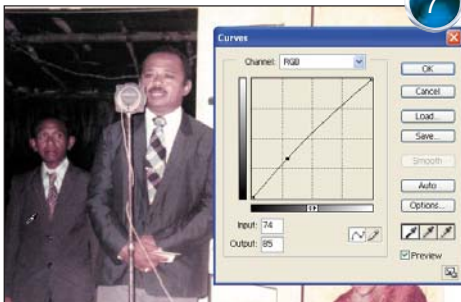 7
Curves
Channel: RGB
OK
Cancel
Load...
Save...
Smooth
Auto
Options...
Input: 74
Output: 85
Preview